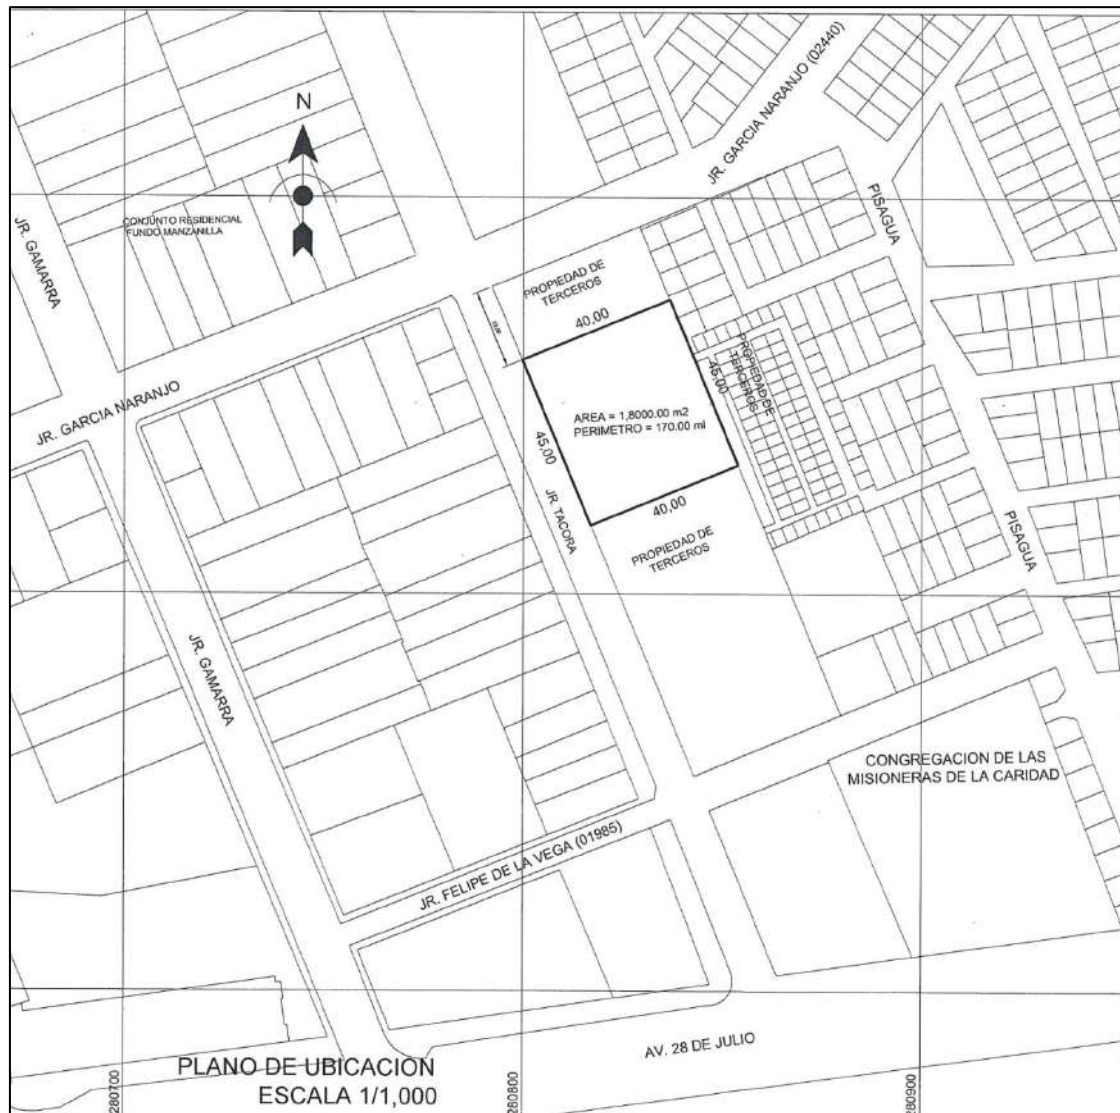 JR. GARCIA NARANJO (02440)
N
PISAGUA
CONJUNTO RESIDENCIAL
FUNDO MANZANILLA
JR. GAMARRA
PROPIEDAD DE
TERCEROS
40,00
PROPIEDAD DE
TERCEROS
45,00
AREA = 1,8000.00 m2
PERIMETRO = 170.00 ml
JR. GARCIA NARANJO
45,00
JR. TACORA
40,00
PROPIEDAD DE
TERCEROS
PISAGUA
JR. GAMARRA
CONGREGACION DE LAS
MISIONERAS DE LA CARIDAD
JR. FELIPE DE LA VEGA (01985)
AV. 28 DE JULIO
PLANO DE UBICACION
ESCALA 1/1,000
280700
280800
280900